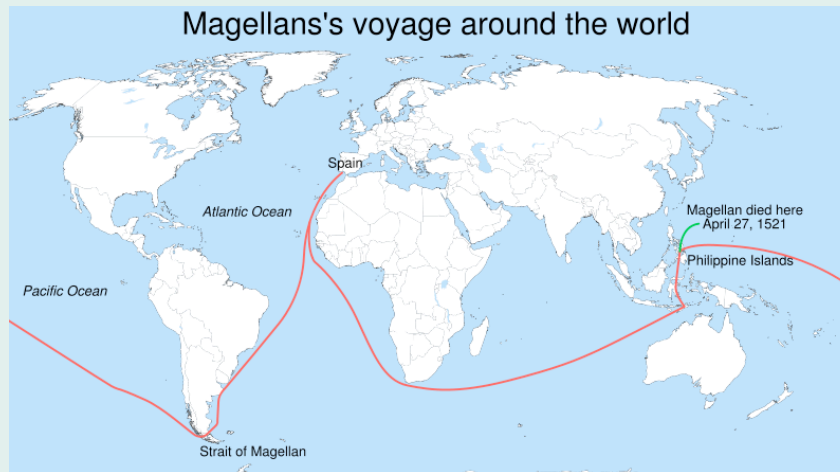 Magellans's voyage around the world
Spain
Atlantic Ocean
Magellan died here
April 27, 1521
Philippine Islands
Pacific Ocean
Strait of Magellan